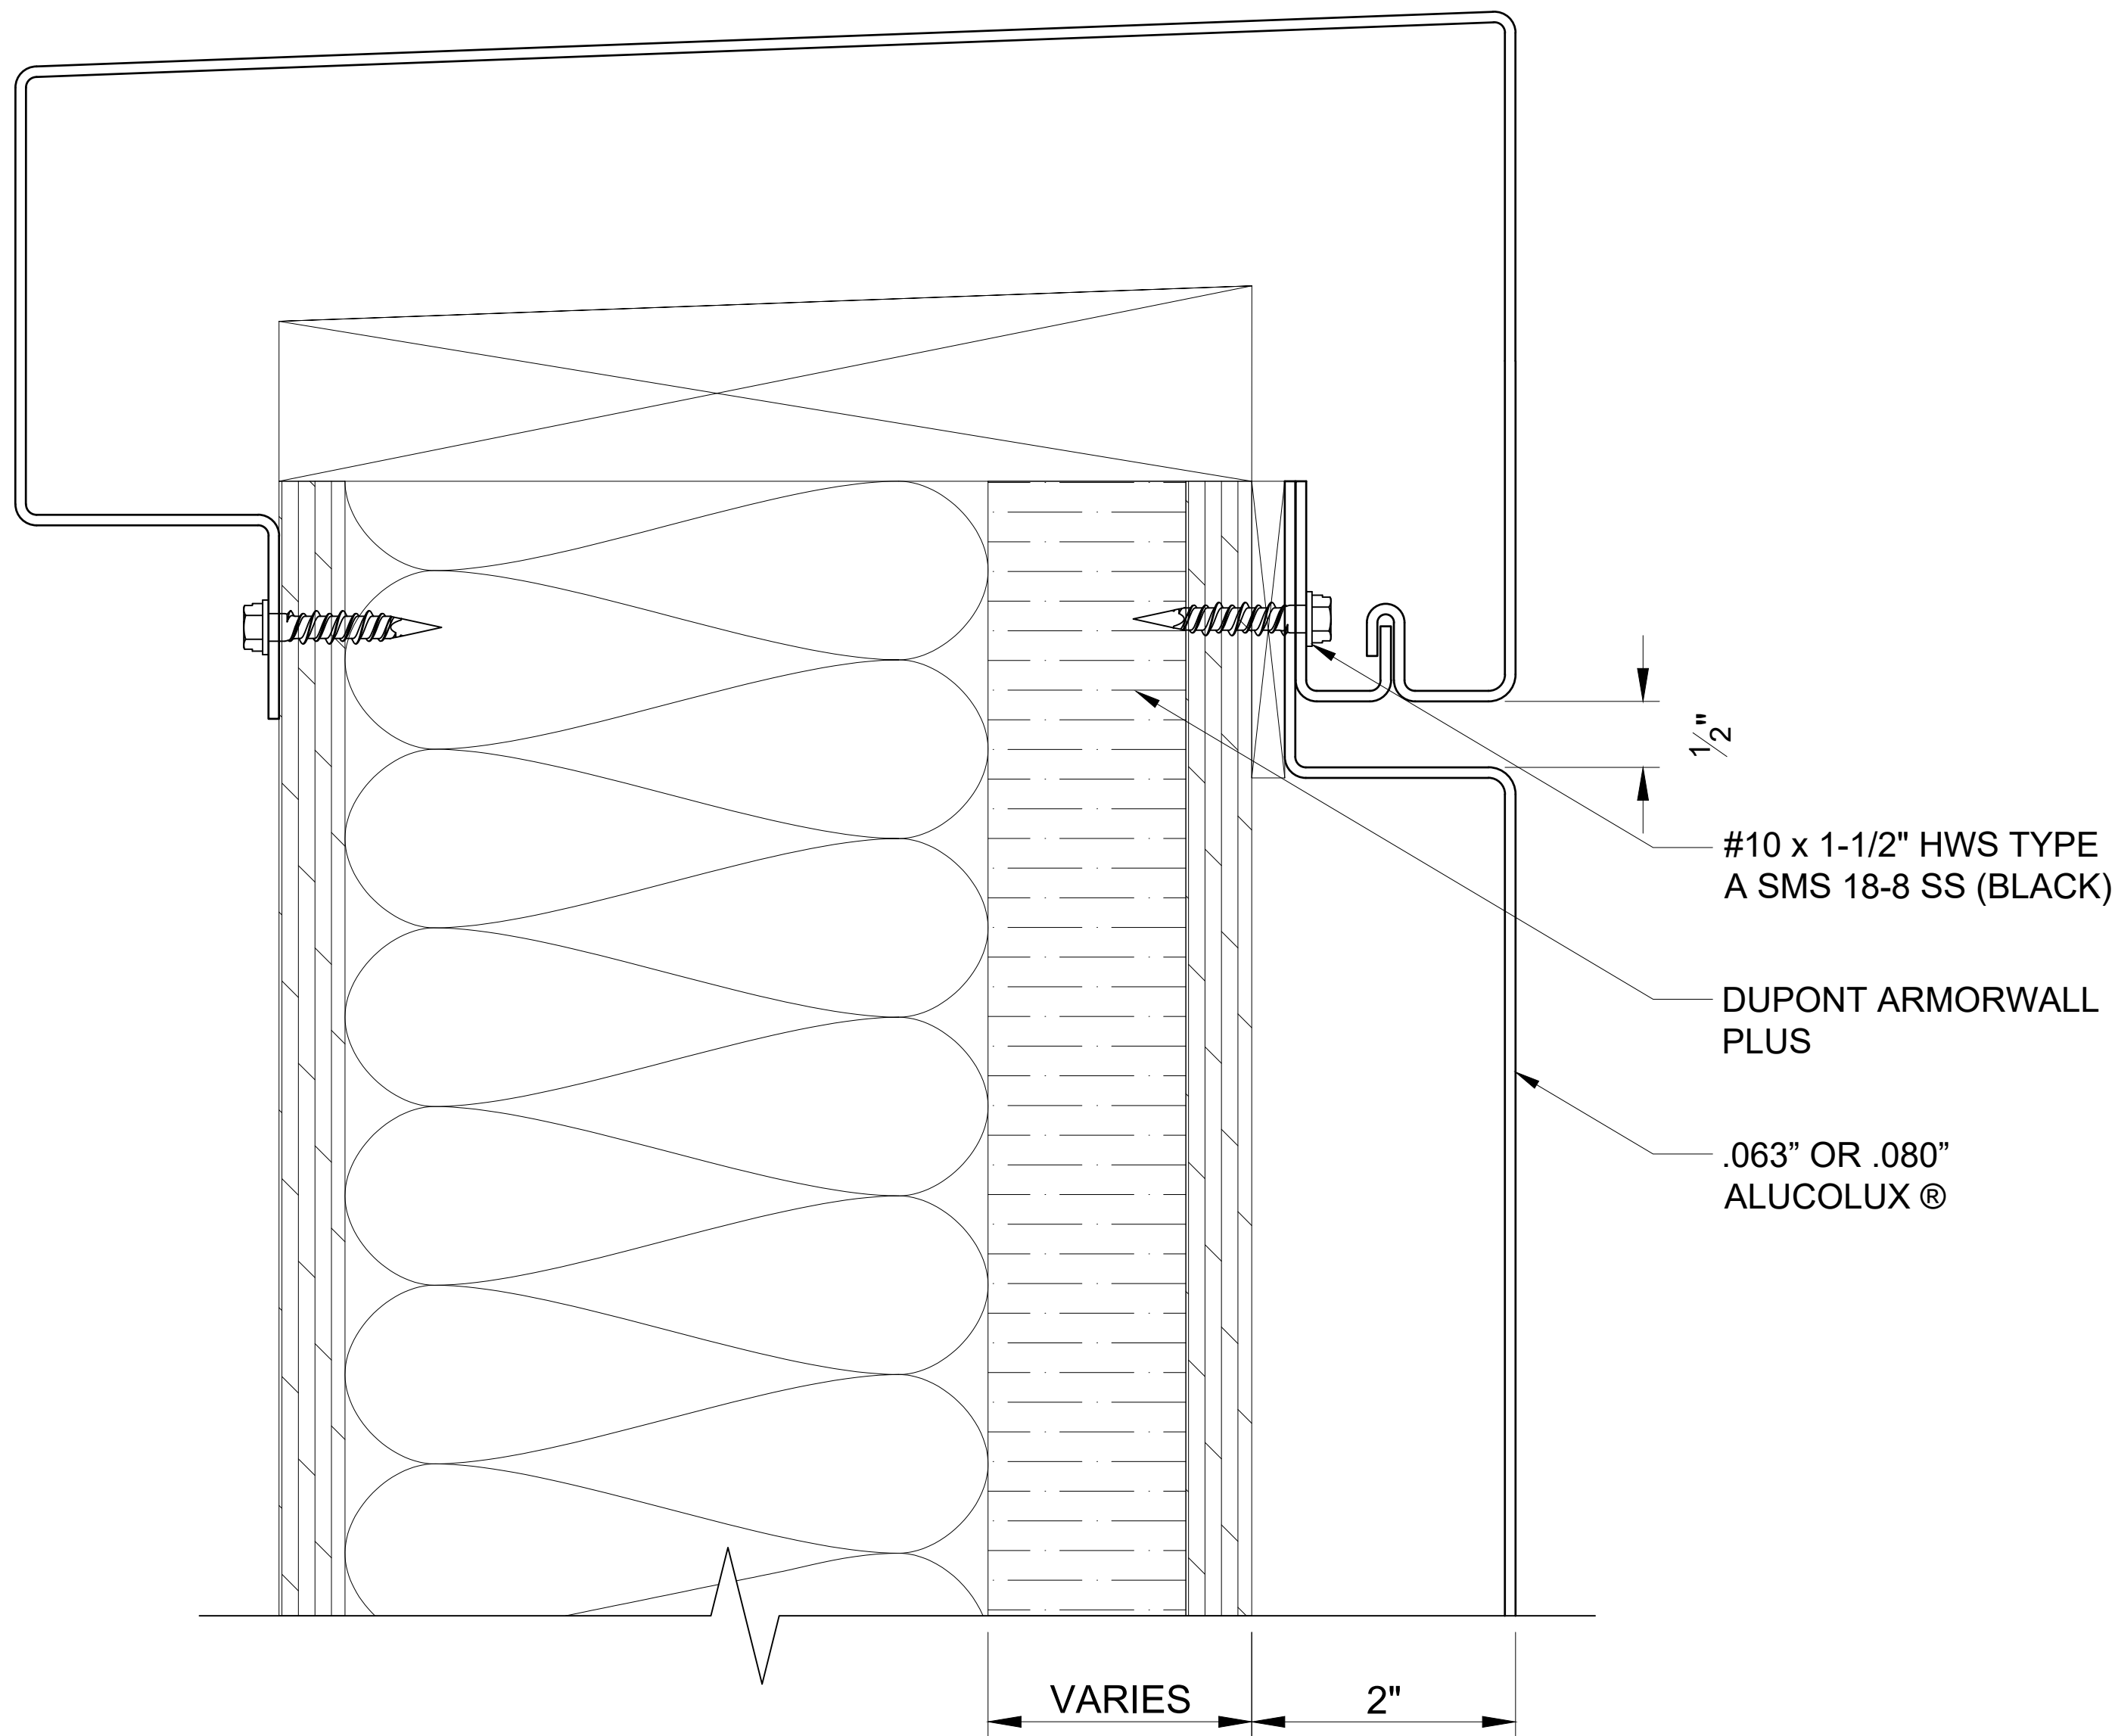 1/2"
#10 x 1-1/2" HWS TYPE
A SMS 18-8 SS (BLACK)
DUPONT ARMORWALL
PLUS
.063” OR .080”
ALUCOLUX ®
VARIES
2"